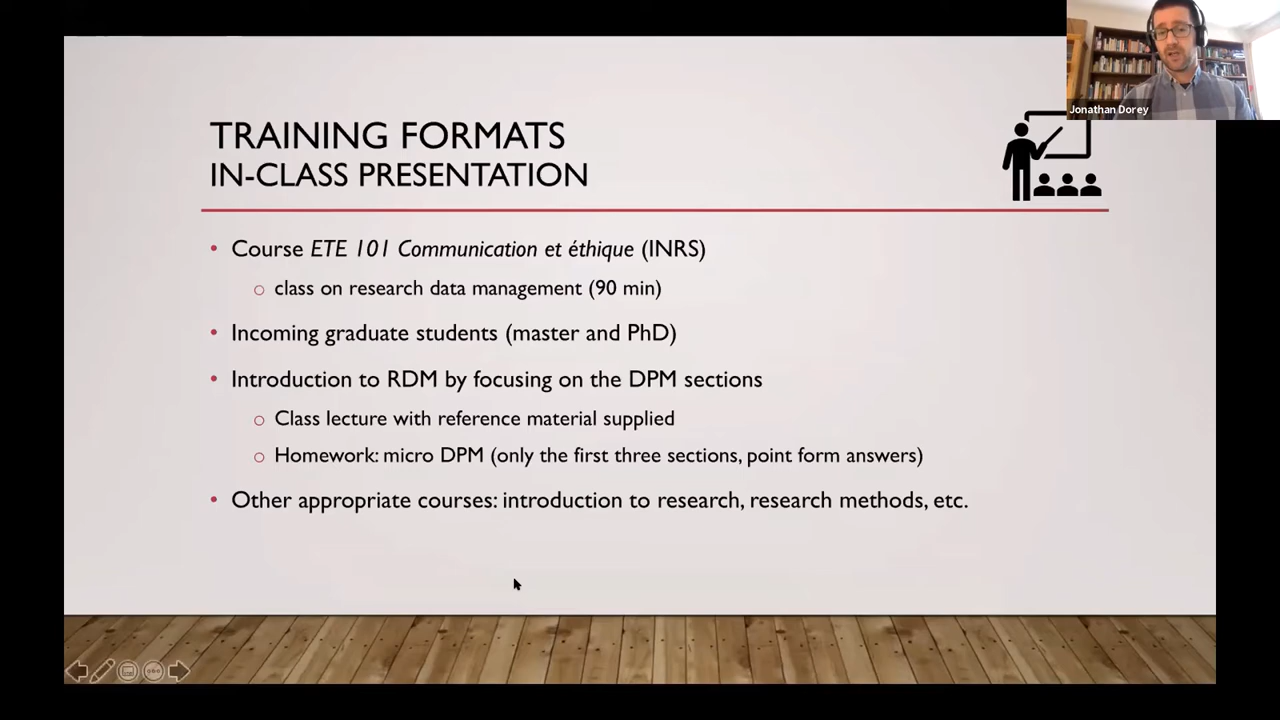 Jonathan Dorey
TRAINING FORMATS
IN-CLASS PRESENTATION
• Course ETE 101 Communication et éthique (INRS)
○ class on research data management (90 min)
• Incoming graduate students (master and PhD)
• Introduction to RDM by focusing on the DPM sections
○ Class lecture with reference material supplied
○ Homework: micro DPM (only the first three sections, point form answers)
• Other appropriate courses: introduction to research, research methods, etc.